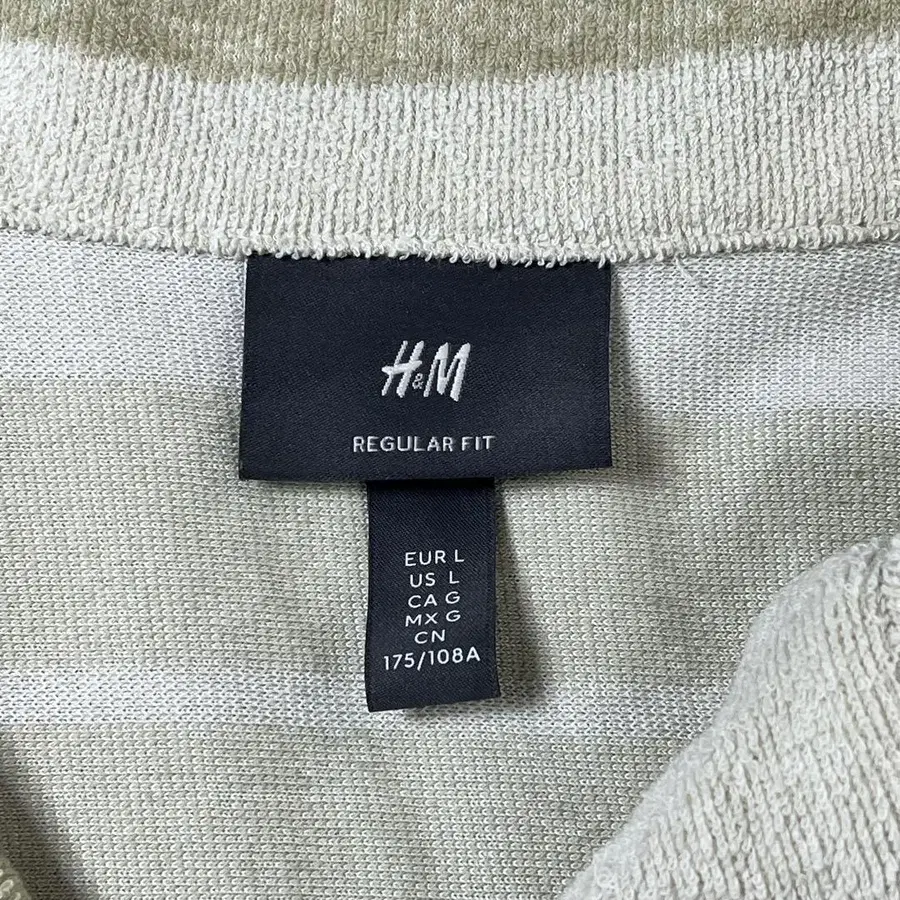 H&M
REGULAR FIT
EUR L
US L
CA G
MX G
CN
175/108A